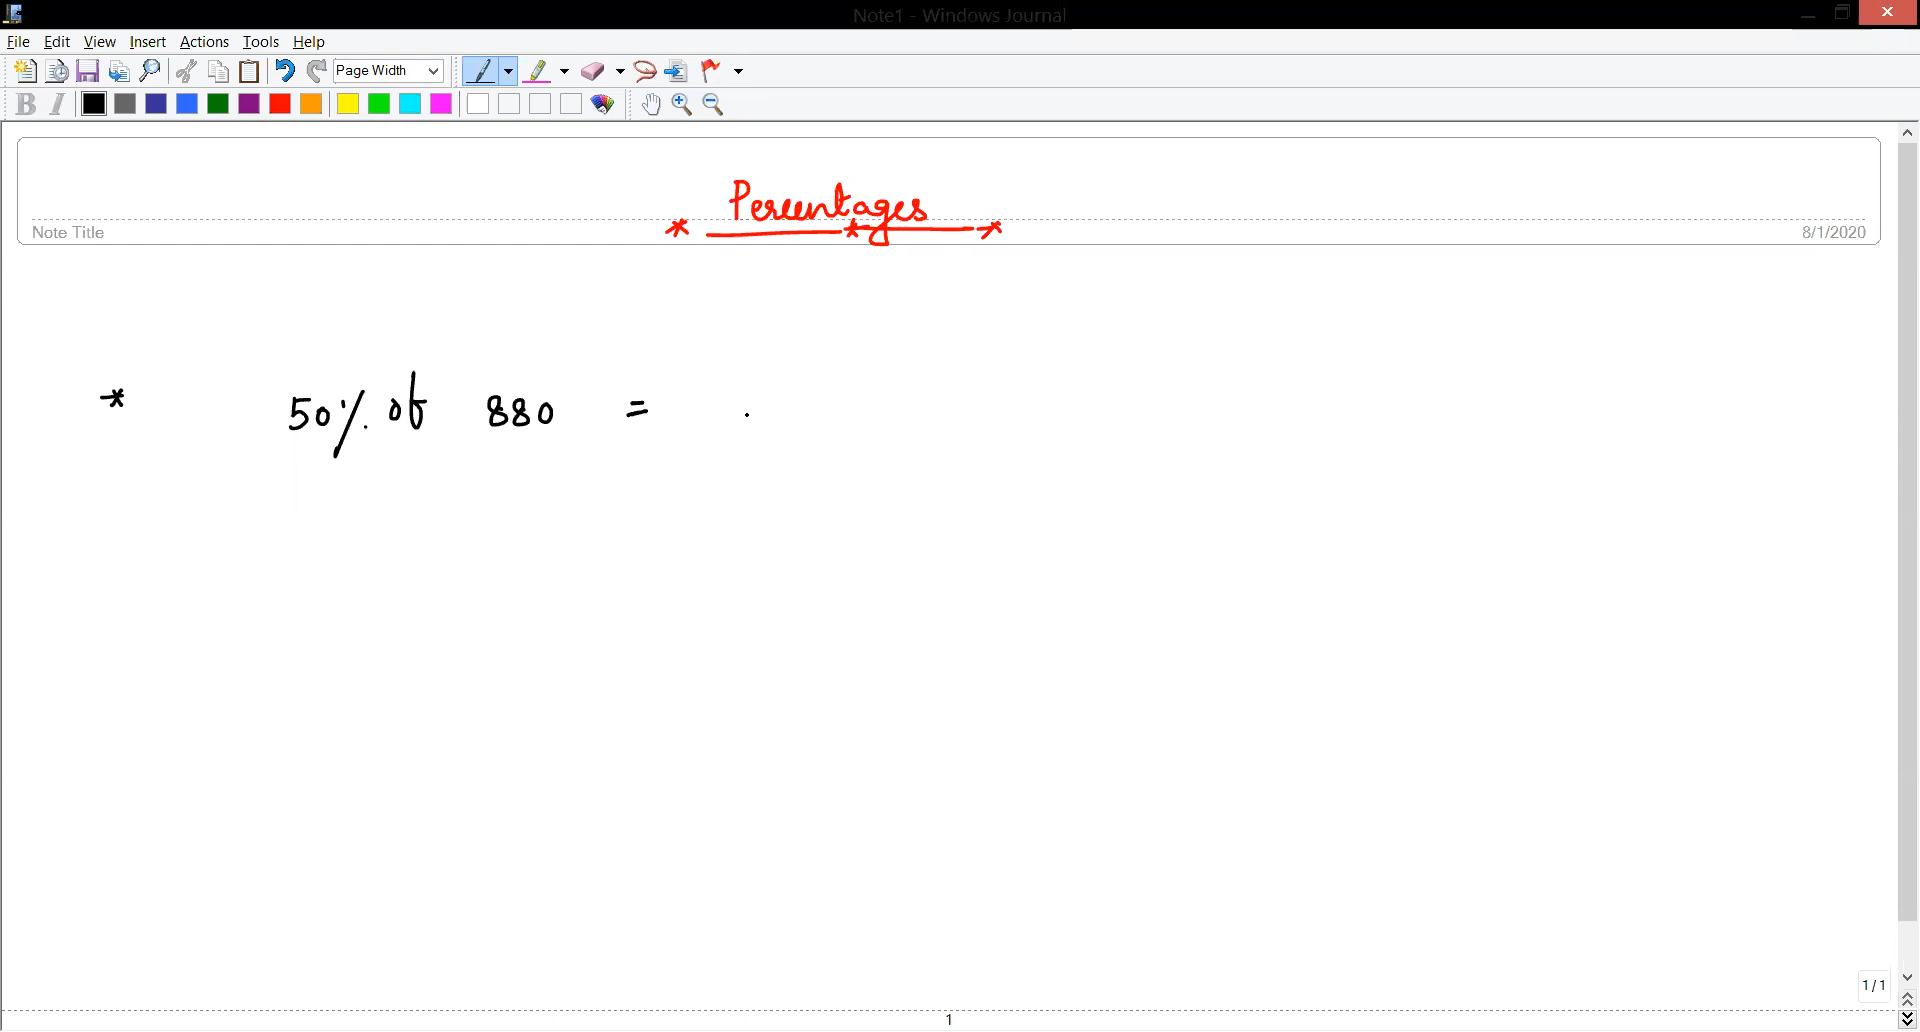 Note1 - Windows Journal
File Edit View Insert Actions Tools Help
Page Width
B I
* Percentages *
*
Note Title 8/1/2020
* 50% of 880 = .
1 / 1
1